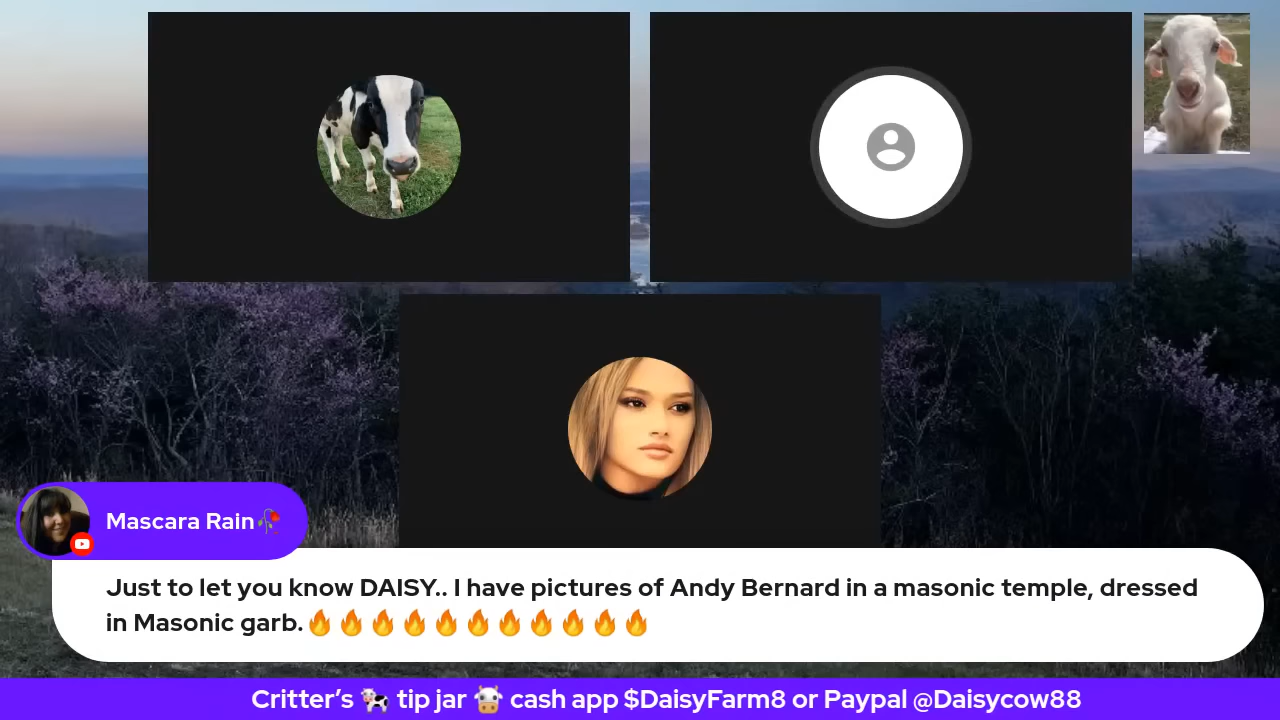 Mascara Rain🥀
Just to let you know DAISY.. I have pictures of Andy Bernard in a masonic temple, dressed
in Masonic garb.🔥🔥🔥🔥🔥🔥🔥🔥🔥🔥🔥
Critter’s 🐄 tip jar 🐮 cash app $DaisyFarm8 or Paypal @Daisycow88